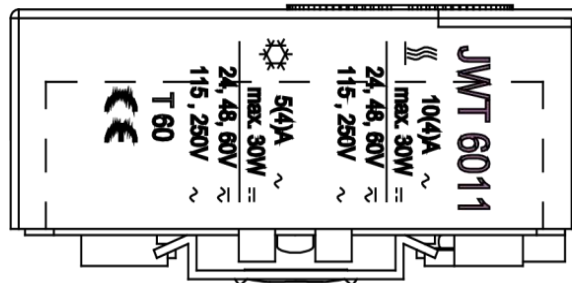 JWT 6011
10(4)A ~
max. 30W ⎓
24, 48, 60V ≂
115 , 250V ~
5(4)A ~
max. 30W ⎓
24, 48, 60V ≂
115 , 250V ~
T 60
CE